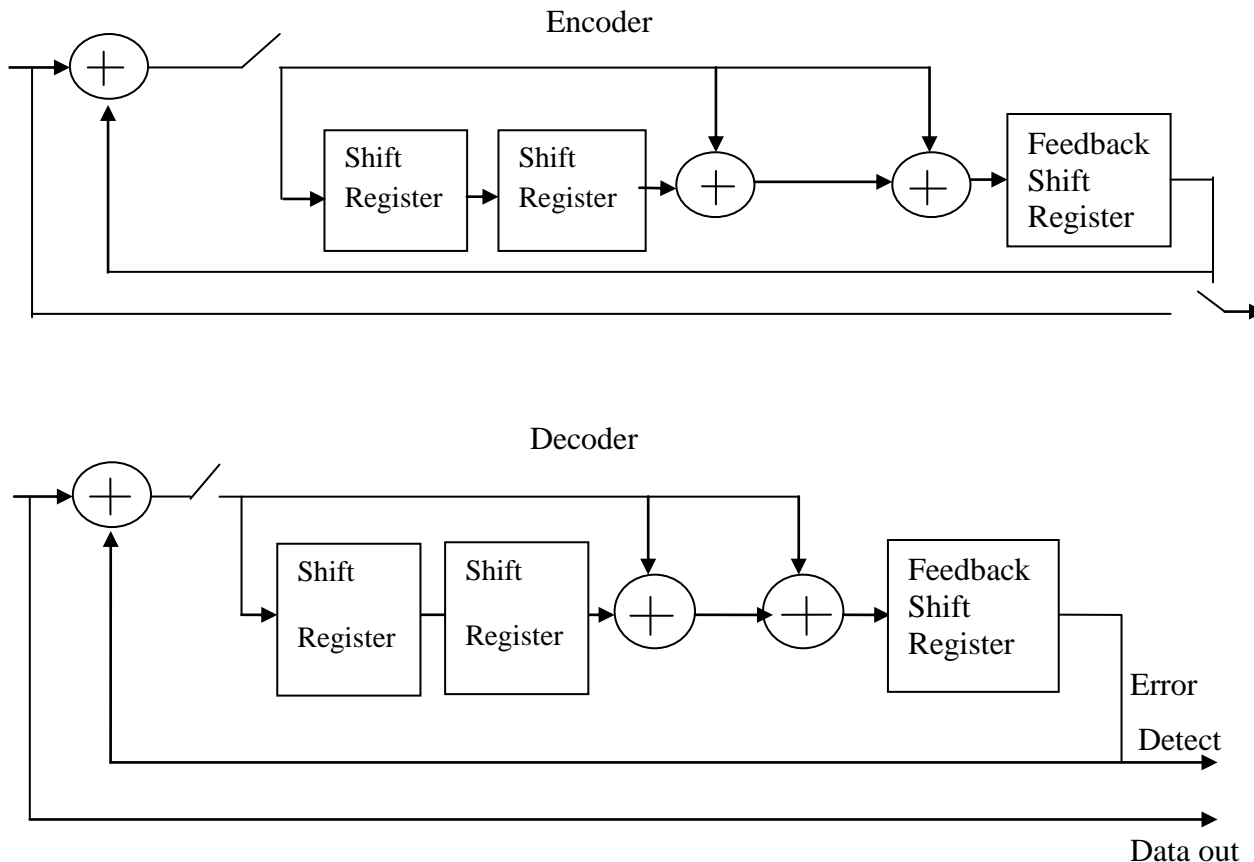 Encoder
Shift
Register
Shift
Register
Feedback
Shift
Register
Decoder
Shift
Register
Shift
Register
Feedback
Shift
Register
Error
Detect
Data out